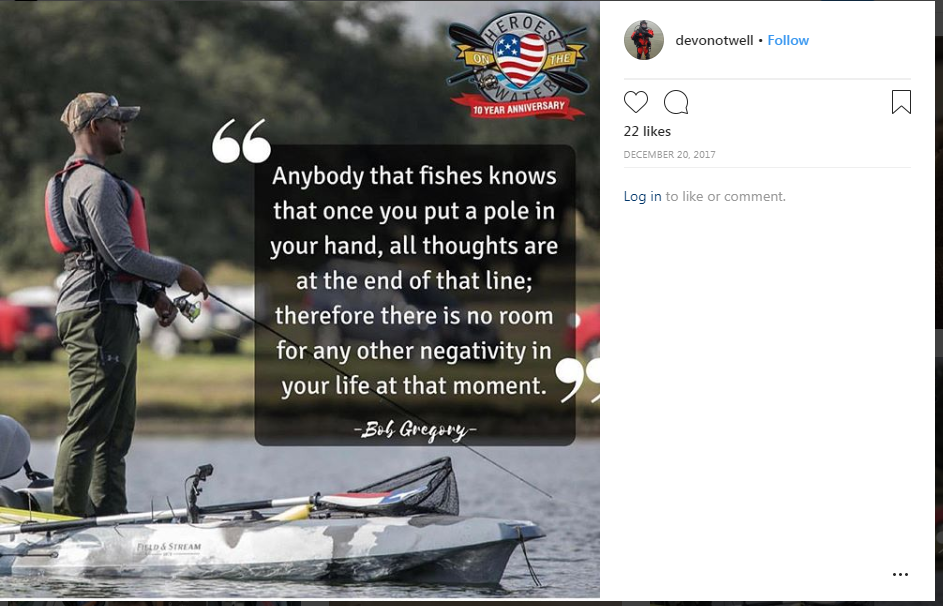 HEROES
ON THE
WATER
10 YEAR ANNIVERSARY
“
Anybody that fishes knows
that once you put a pole in
your hand, all thoughts are
at the end of that line;
therefore there is no room
for any other negativity in
your life at that moment.
”
-Bob Gregory-
FIELD & STREAM
devonotwell • Follow
22 likes
DECEMBER 20, 2017
Log in to like or comment.